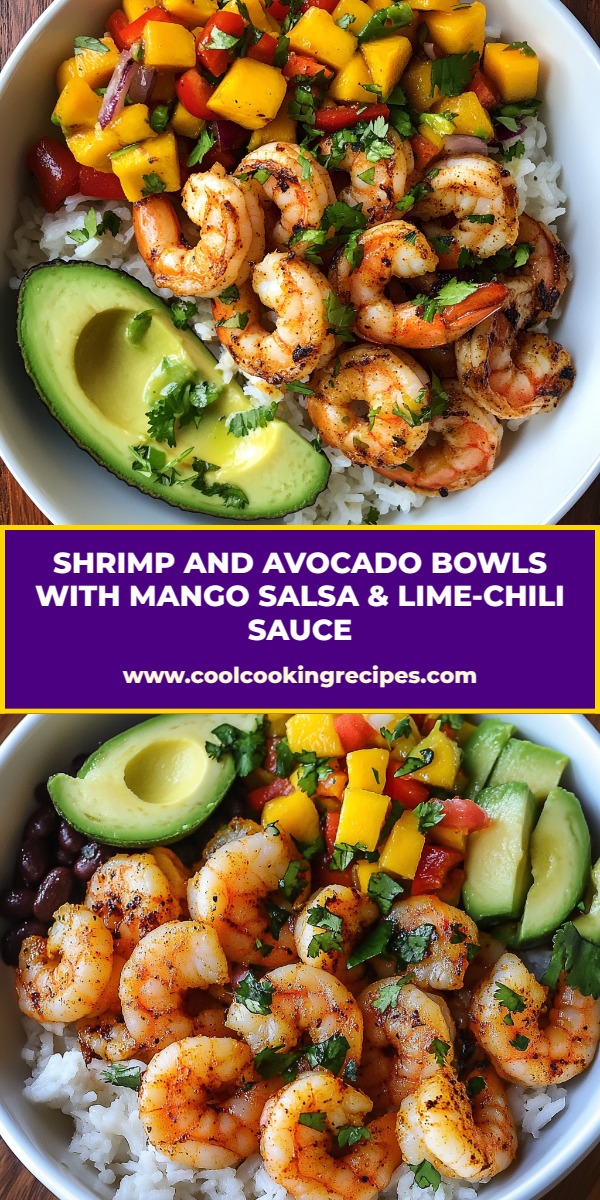 SHRIMP AND AVOCADO BOWLS
WITH MANGO SALSA & LIME-CHILI
SAUCE
www.coolcookingrecipes.com